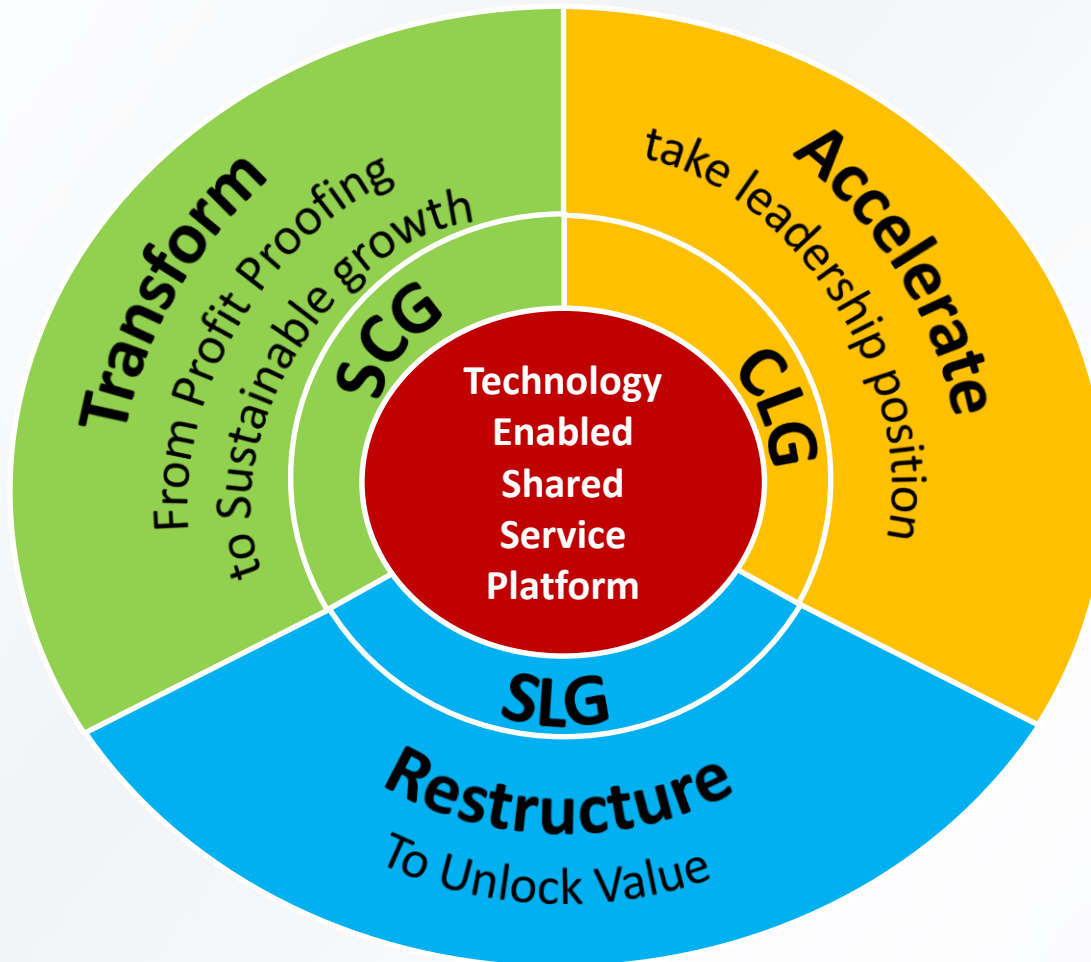 Transform
From Profit Proofing
to Sustainable growth
SCG
Accelerate
take leadership position
CLG
Technology
Enabled
Shared
Service
Platform
SLG
Restructure
To Unlock Value